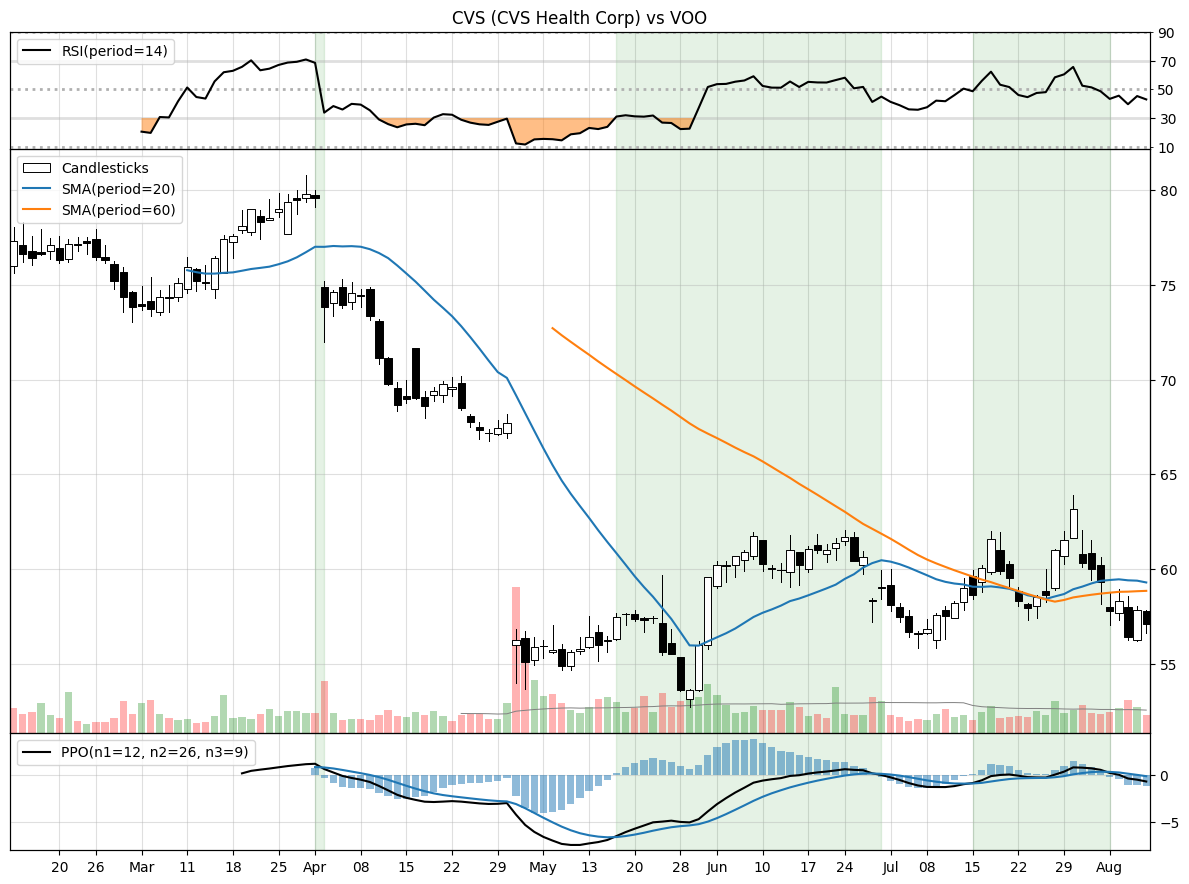 CVS (CVS Health Corp) vs VOO
RSI(period=14)
90
70
50
30
10
Candlesticks
SMA(period=20)
SMA(period=60)
80
75
70
65
60
55
PPO(n1=12, n2=26, n3=9)
0
−5
20 26 Mar 11 18 25 Apr 08 15 22 29 May 13 20 28 Jun 10 17 24 Jul 08 15 22 29 Aug